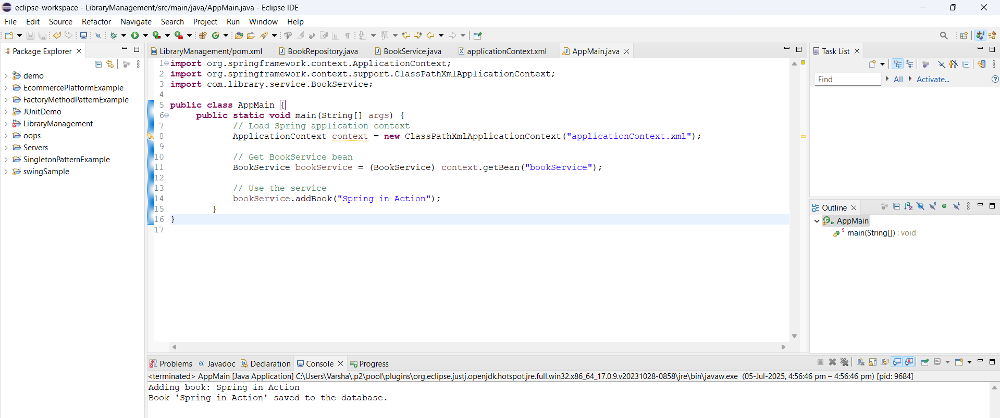 eclipse-workspace - LibraryManagement/src/main/java/AppMain.java - Eclipse IDE
File Edit Source Refactor Navigate Search Project Run Window Help
Package Explorer
demo
EcommercePlatformExample
FactoryMethodPatternExample
JUnitDemo
LibraryManagement
oops
Servers
SingletonPatternExample
swingSample
LibraryManagement/pom.xml BookRepository.java BookService.java applicationContext.xml AppMain.java
1 import org.springframework.context.ApplicationContext;
2 import org.springframework.context.support.ClassPathXmlApplicationContext;
3 import com.library.service.BookService;
4
5 public class AppMain {
6 public static void main(String[] args) {
7 // Load Spring application context
8 ApplicationContext context = new ClassPathXmlApplicationContext("applicationContext.xml");
9
10 // Get BookService bean
11 BookService bookService = (BookService) context.getBean("bookService");
12
13 // Use the service
14 bookService.addBook("Spring in Action");
15 }
16 }
17
Task List
Find All Activate...
Outline
AppMain
main(String[]) : void
Problems Javadoc Declaration Console Progress
<terminated> AppMain [Java Application] C:\Users\Varsha\.p2\pool\plugins\org.eclipse.justj.openjdk.hotspot.jre.full.win32.x86_64_17.0.9.v20231028-0858\jre\bin\javaw.exe (05-Jul-2025, 4:56:46 pm – 4:56:46 pm) [pid: 9684]
Adding book: Spring in Action
Book 'Spring in Action' saved to the database.